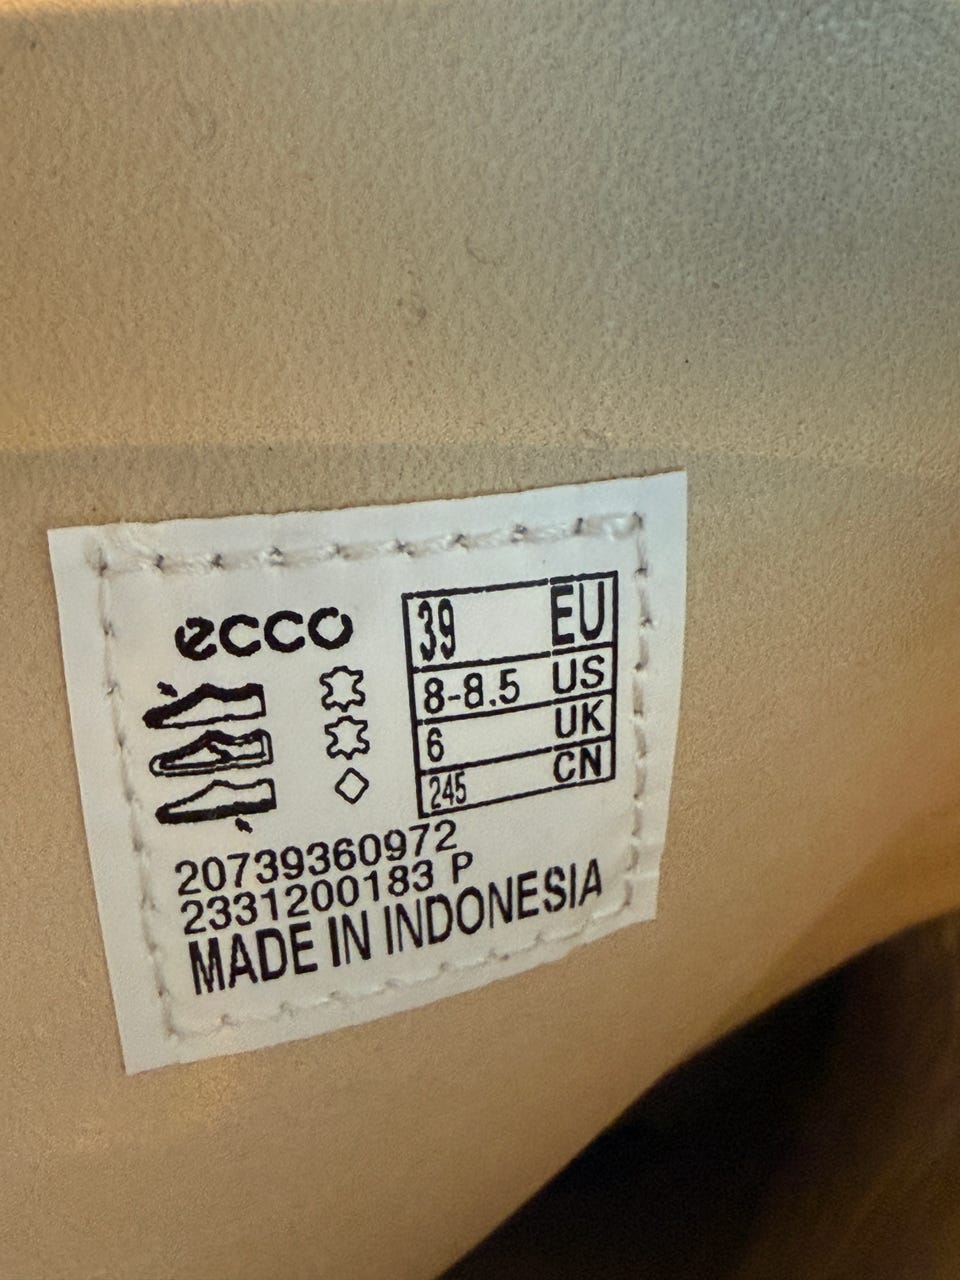 ecco
39 EU
8-8.5 US
6 UK
245 CN
20739360972
2331200183 P
MADE IN INDONESIA